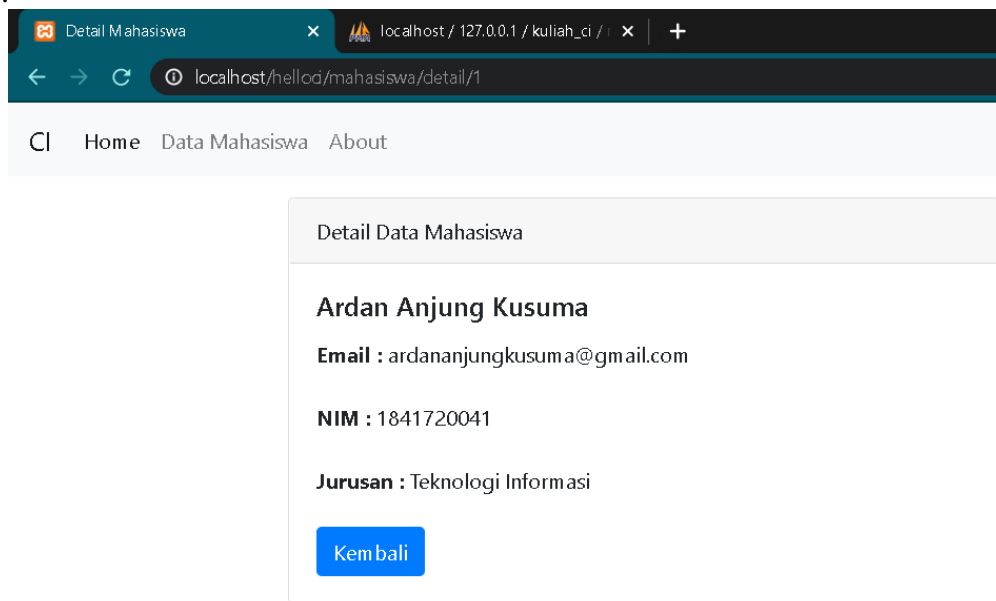 Detail Mahasiswa
localhost / 127.0.0.1 / kuliah_ci /
localhost/helloci/mahasiswa/detail/1
CI Home Data Mahasiswa About
Detail Data Mahasiswa
Ardan Anjung Kusuma
Email : ardananjungkusuma@gmail.com
NIM : 1841720041
Jurusan : Teknologi Informasi
Kembali